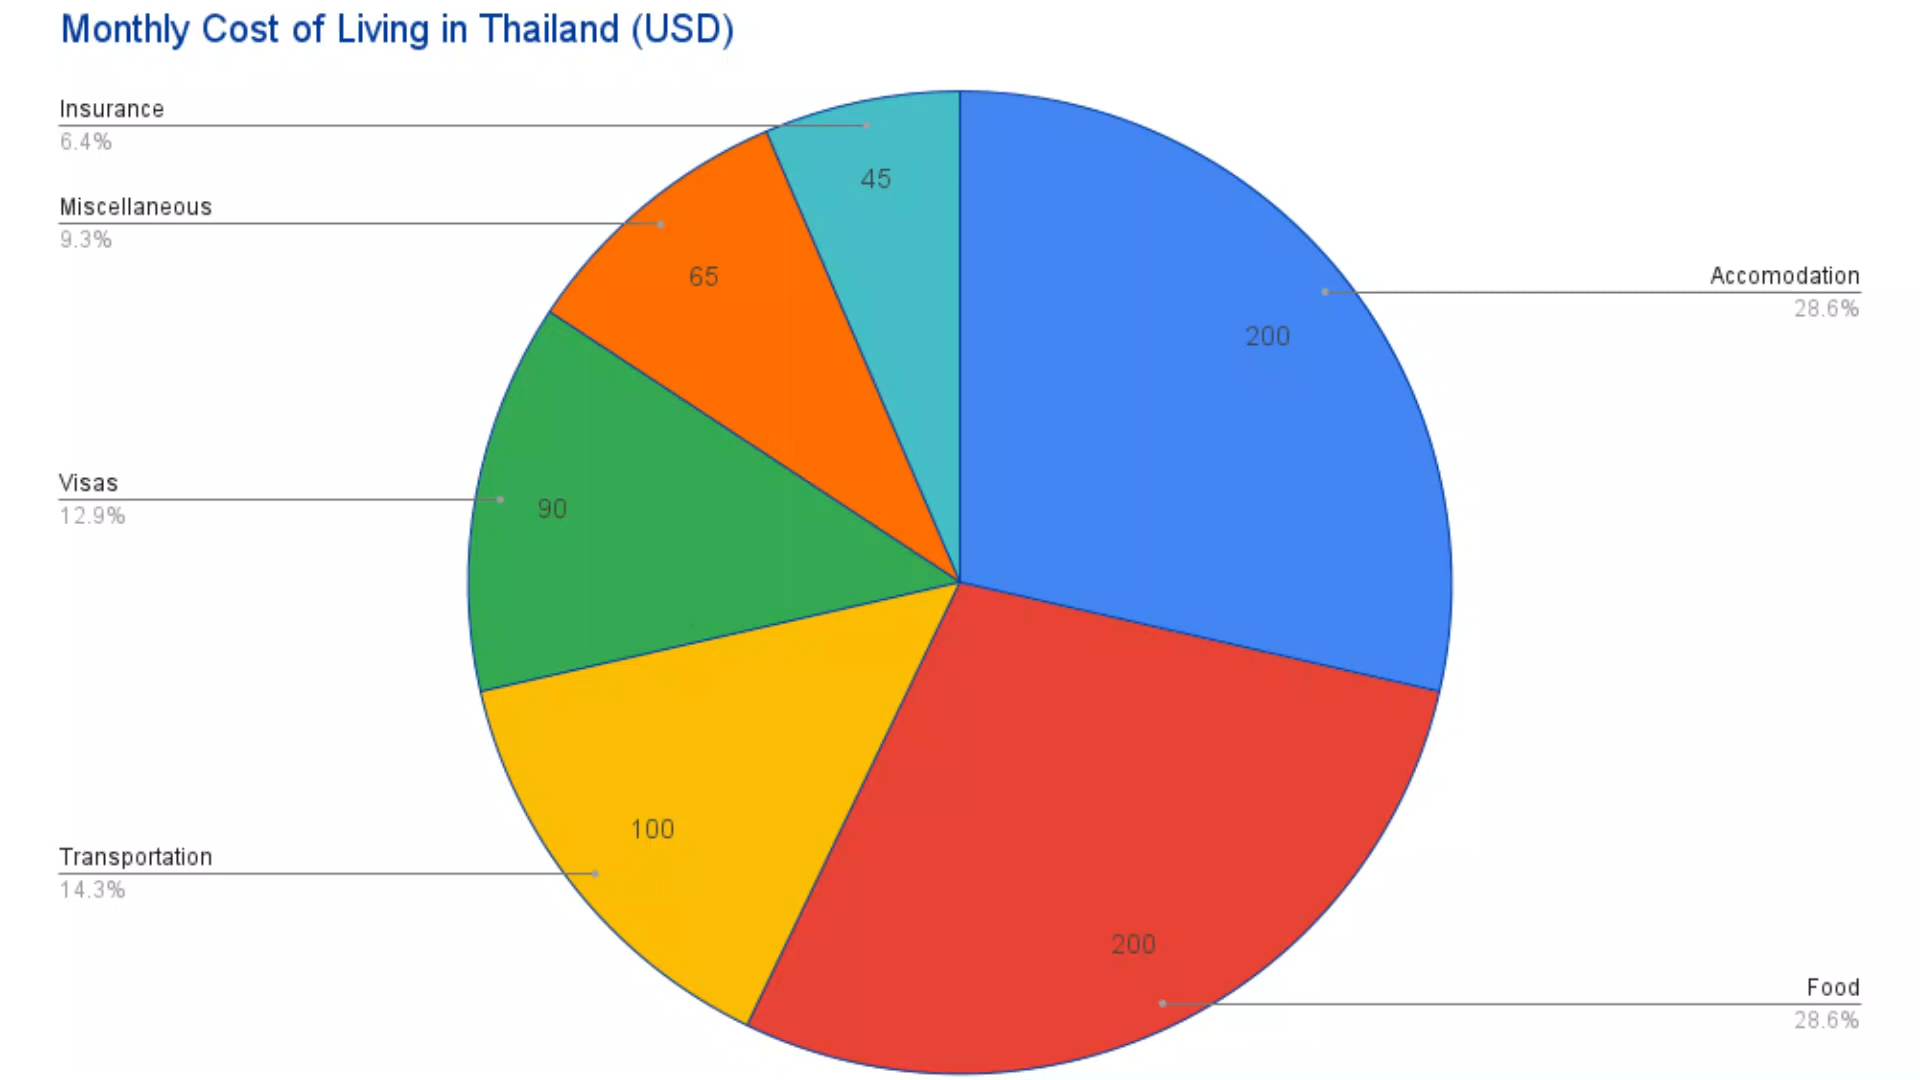 Monthly Cost of Living in Thailand (USD)
Insurance
6.4%
45
Miscellaneous
9.3%
65
Accomodation
28.6%
200
Visas
12.9%
90
Transportation
14.3%
100
200
Food
28.6%